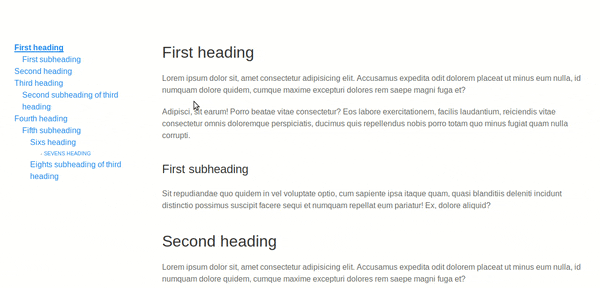 First heading
First subheading
Second heading
Third heading
Second subheading of third
heading
Fourth heading
Fifth subheading
Sixs heading
- SEVENS HEADING
Eights subheading of third
heading
First heading
Lorem ipsum dolor sit, amet consectetur adipisicing elit. Accusamus expedita odit dolorem placeat ut minus eum nulla, id
numquam dolore quidem, cumque maxime excepturi dolores rem saepe magni fuga et?
Adipisci, sit earum! Porro beatae vitae consectetur? Eos labore exercitationem, facilis laudantium, reiciendis vitae
consectetur omnis doloremque perspiciatis, ducimus quis repellendus nobis porro totam quo minus fugiat quam nulla
corrupti.
First subheading
Sit repudiandae quo quidem in vel voluptate optio, cum sapiente ipsa itaque quam, quasi blanditiis deleniti incidunt
distinctio possimus suscipit facere sequi et numquam repellat eum pariatur! Ex, dolore aliquid?
Second heading
Lorem ipsum dolor sit, amet consectetur adipisicing elit. Accusamus expedita odit dolorem placeat ut minus eum nulla, id
numquam dolore quidem, cumque maxime excepturi dolores rem saepe magni fuga et?